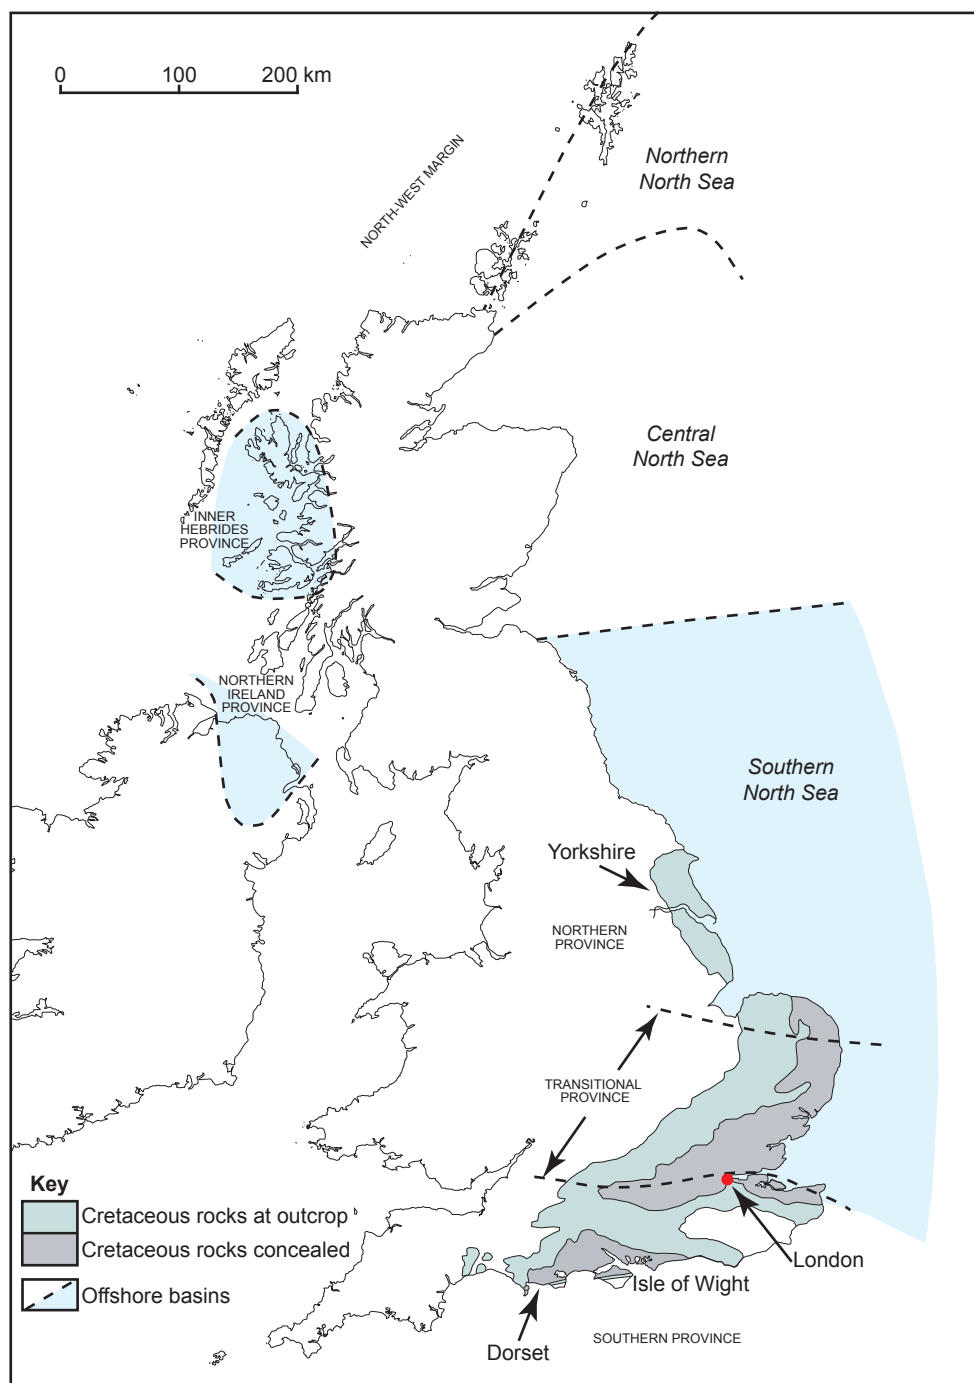 0 100 200 km
NORTH-WEST MARGIN
Northern
North Sea
Central
North Sea
INNER
HEBRIDES
PROVINCE
NORTHERN
IRELAND
PROVINCE
Southern
North Sea
Yorkshire
NORTHERN
PROVINCE
TRANSITIONAL
PROVINCE
Key
Cretaceous rocks at outcrop
Cretaceous rocks concealed
Offshore basins
London
Isle of Wight
SOUTHERN PROVINCE
Dorset